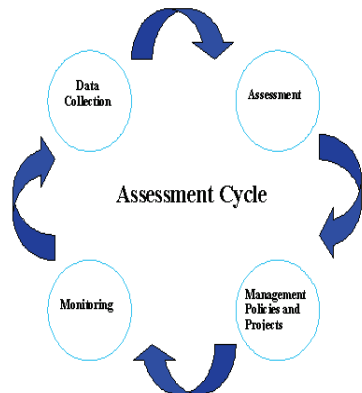 Data
Collection
Assessment
Assessment Cycle
Monitoring
Management
Policies and
Projects